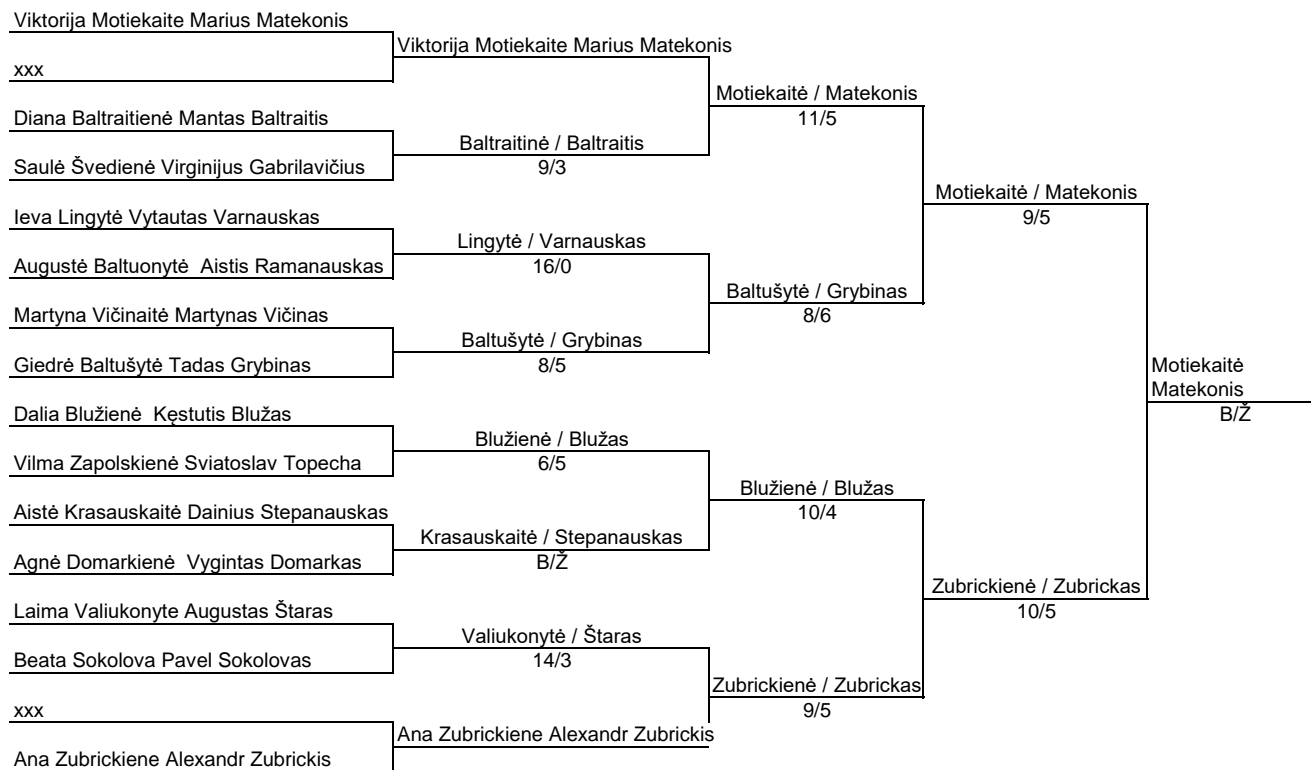 Viktorija Motiekaite Marius Matekonis
Viktorija Motiekaite Marius Matekonis
xxx
Motiekaitė / Matekonis
Diana Baltraitienė Mantas Baltraitis
11/5
Baltraitinė / Baltraitis
Saulė Švedienė Virginijus Gabrilavičius
9/3
Motiekaitė / Matekonis
Ieva Lingytė Vytautas Varnauskas
9/5
Lingytė / Varnauskas
Augustė Baltuonytė  Aistis Ramanauskas
16/0
Baltušytė / Grybinas
Martyna Vičinaitė Martynas Vičinas
8/6
Baltušytė / Grybinas
Giedrė Baltušytė Tadas Grybinas
8/5
Motiekaitė
Matekonis
Dalia Blužienė  Kęstutis Blužas
B/Ž
Blužienė / Blužas
Vilma Zapolskienė Sviatoslav Topecha
6/5
Blužienė / Blužas
Aistė Krasauskaitė Dainius Stepanauskas
10/4
Krasauskaitė / Stepanauskas
Agnė Domarkienė  Vygintas Domarkas
B/Ž
Zubrickienė / Zubrickas
Laima Valiukonyte Augustas Štaras
10/5
Valiukonytė / Štaras
Beata Sokolova Pavel Sokolovas
14/3
Zubrickienė / Zubrickas
xxx
9/5
Ana Zubrickiene Alexandr Zubrickis
Ana Zubrickiene Alexandr Zubrickis